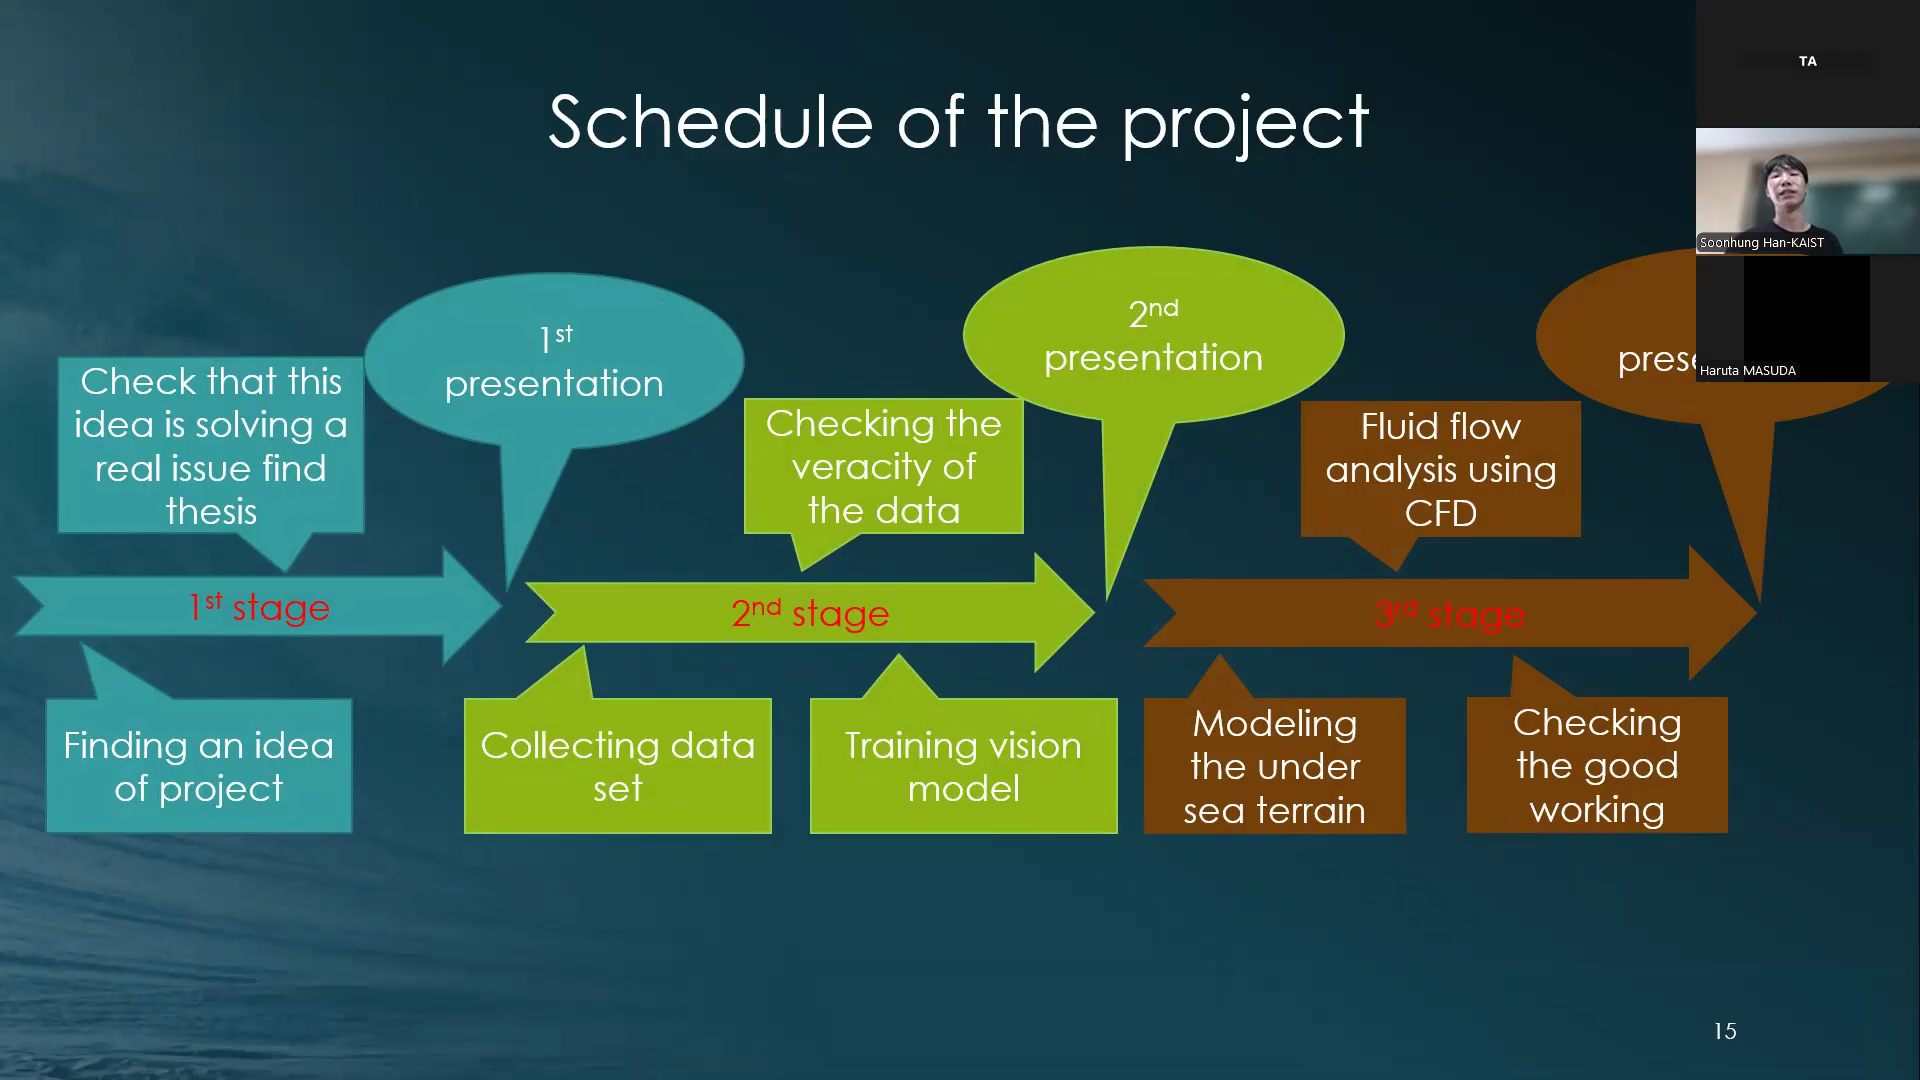 Schedule of the project
TA
Soonhung Han-KAIST
Haruta MASUDA
1st
presentation
2nd
presentation
Check that this
idea is solving a
real issue find
thesis
Checking the
veracity of
the data
Fluid flow
analysis using
CFD
1st stage
2nd stage
3rd stage
Finding an idea
of project
Collecting data
set
Training vision
model
Modeling
the under
sea terrain
Checking
the good
working
15